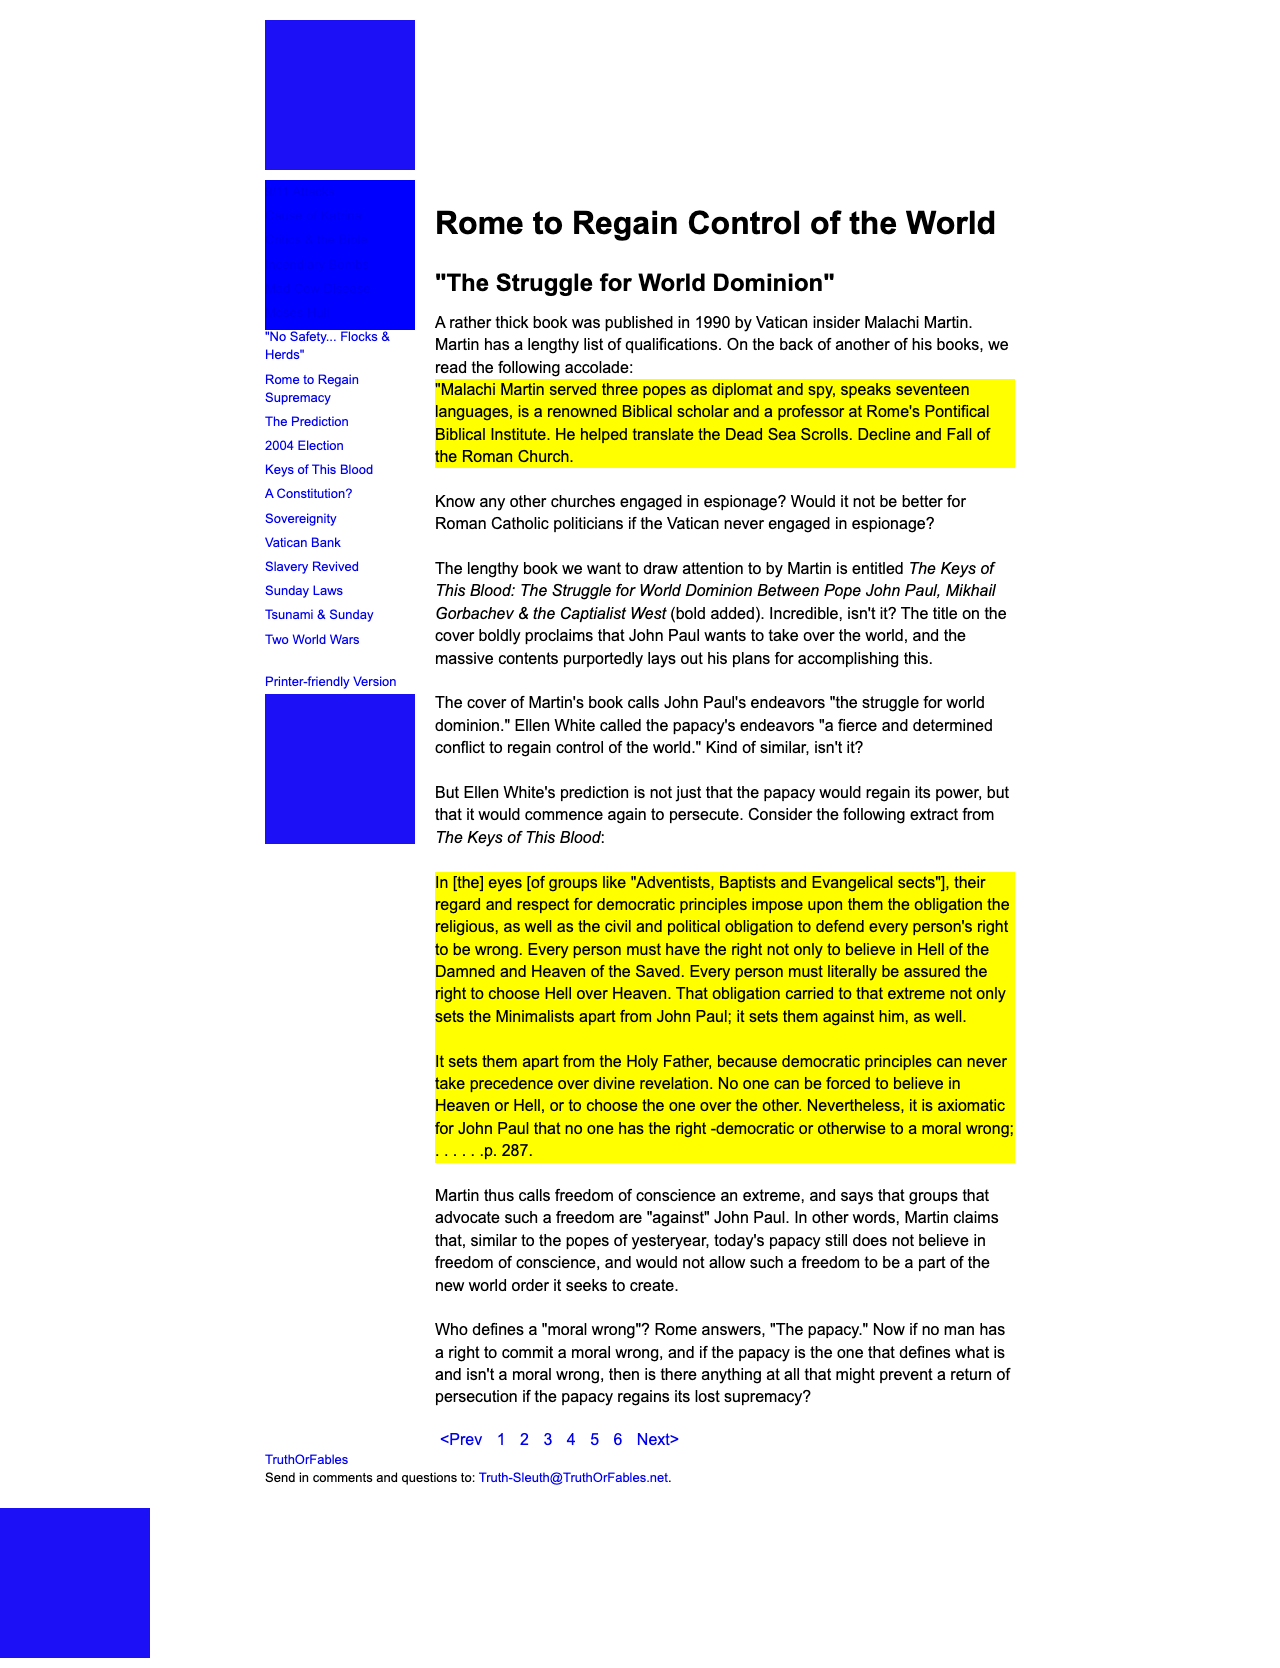 Rome to Regain Control of the World
"The Struggle for World Dominion"
"No Safety... Flocks &
Herds"
Rome to Regain
Supremacy
The Prediction
2004 Election
Keys of This Blood
A Constitution?
Sovereignity
Vatican Bank
Slavery Revived
Sunday Laws
Tsunami & Sunday
Two World Wars
Printer-friendly Version
A rather thick book was published in 1990 by Vatican insider Malachi Martin.
Martin has a lengthy list of qualifications. On the back of another of his books, we
read the following accolade:
"Malachi Martin served three popes as diplomat and spy, speaks seventeen
languages, is a renowned Biblical scholar and a professor at Rome's Pontifical
Biblical Institute. He helped translate the Dead Sea Scrolls. Decline and Fall of
the Roman Church.
Know any other churches engaged in espionage? Would it not be better for
Roman Catholic politicians if the Vatican never engaged in espionage?
The lengthy book we want to draw attention to by Martin is entitled The Keys of
This Blood: The Struggle for World Dominion Between Pope John Paul, Mikhail
Gorbachev & the Captialist West (bold added). Incredible, isn't it? The title on the
cover boldly proclaims that John Paul wants to take over the world, and the
massive contents purportedly lays out his plans for accomplishing this.
The cover of Martin's book calls John Paul's endeavors "the struggle for world
dominion." Ellen White called the papacy's endeavors "a fierce and determined
conflict to regain control of the world." Kind of similar, isn't it?
But Ellen White's prediction is not just that the papacy would regain its power, but
that it would commence again to persecute. Consider the following extract from
The Keys of This Blood:
In [the] eyes [of groups like "Adventists, Baptists and Evangelical sects"], their
regard and respect for democratic principles impose upon them the obligation the
religious, as well as the civil and political obligation to defend every person's right
to be wrong. Every person must have the right not only to believe in Hell of the
Damned and Heaven of the Saved. Every person must literally be assured the
right to choose Hell over Heaven. That obligation carried to that extreme not only
sets the Minimalists apart from John Paul; it sets them against him, as well.
It sets them apart from the Holy Father, because democratic principles can never
take precedence over divine revelation. No one can be forced to believe in
Heaven or Hell, or to choose the one over the other. Nevertheless, it is axiomatic
for John Paul that no one has the right -democratic or otherwise to a moral wrong;
. . . . . .p. 287.
Martin thus calls freedom of conscience an extreme, and says that groups that
advocate such a freedom are "against" John Paul. In other words, Martin claims
that, similar to the popes of yesteryear, today's papacy still does not believe in
freedom of conscience, and would not allow such a freedom to be a part of the
new world order it seeks to create.
Who defines a "moral wrong"? Rome answers, "The papacy." Now if no man has
a right to commit a moral wrong, and if the papacy is the one that defines what is
and isn't a moral wrong, then is there anything at all that might prevent a return of
persecution if the papacy regains its lost supremacy?
<Prev 1 2 3 4 5 6 Next>
TruthOrFables
Send in comments and questions to: Truth-Sleuth@TruthOrFables.net.